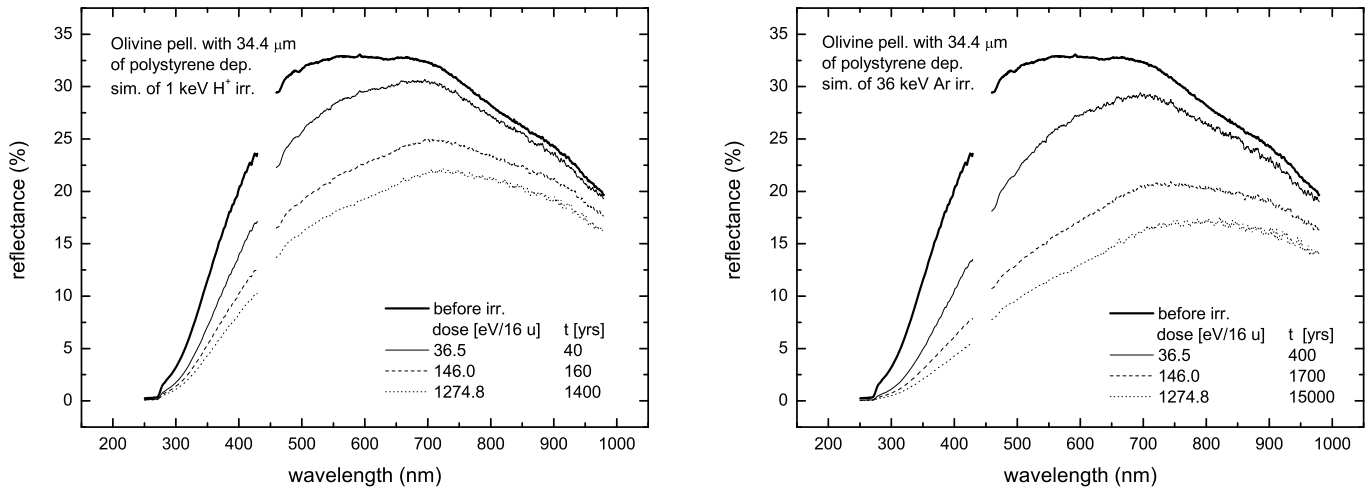 Olivine pell. with 34.4 μm
of polystyrene dep.
sim. of 1 keV H⁺ irr.
reflectance (%)
35
30
25
20
15
10
5
0
before irr.
dose [eV/16 u] t [yrs]
36.5 40
146.0 160
1274.8 1400
200 300 400 500 600 700 800 900 1000
wavelength (nm)
Olivine pell. with 34.4 μm
of polystyrene dep.
sim. of 36 keV Ar irr.
reflectance (%)
35
30
25
20
15
10
5
0
before irr.
dose [eV/16 u] t [yrs]
36.5 400
146.0 1700
1274.8 15000
200 300 400 500 600 700 800 900 1000
wavelength (nm)